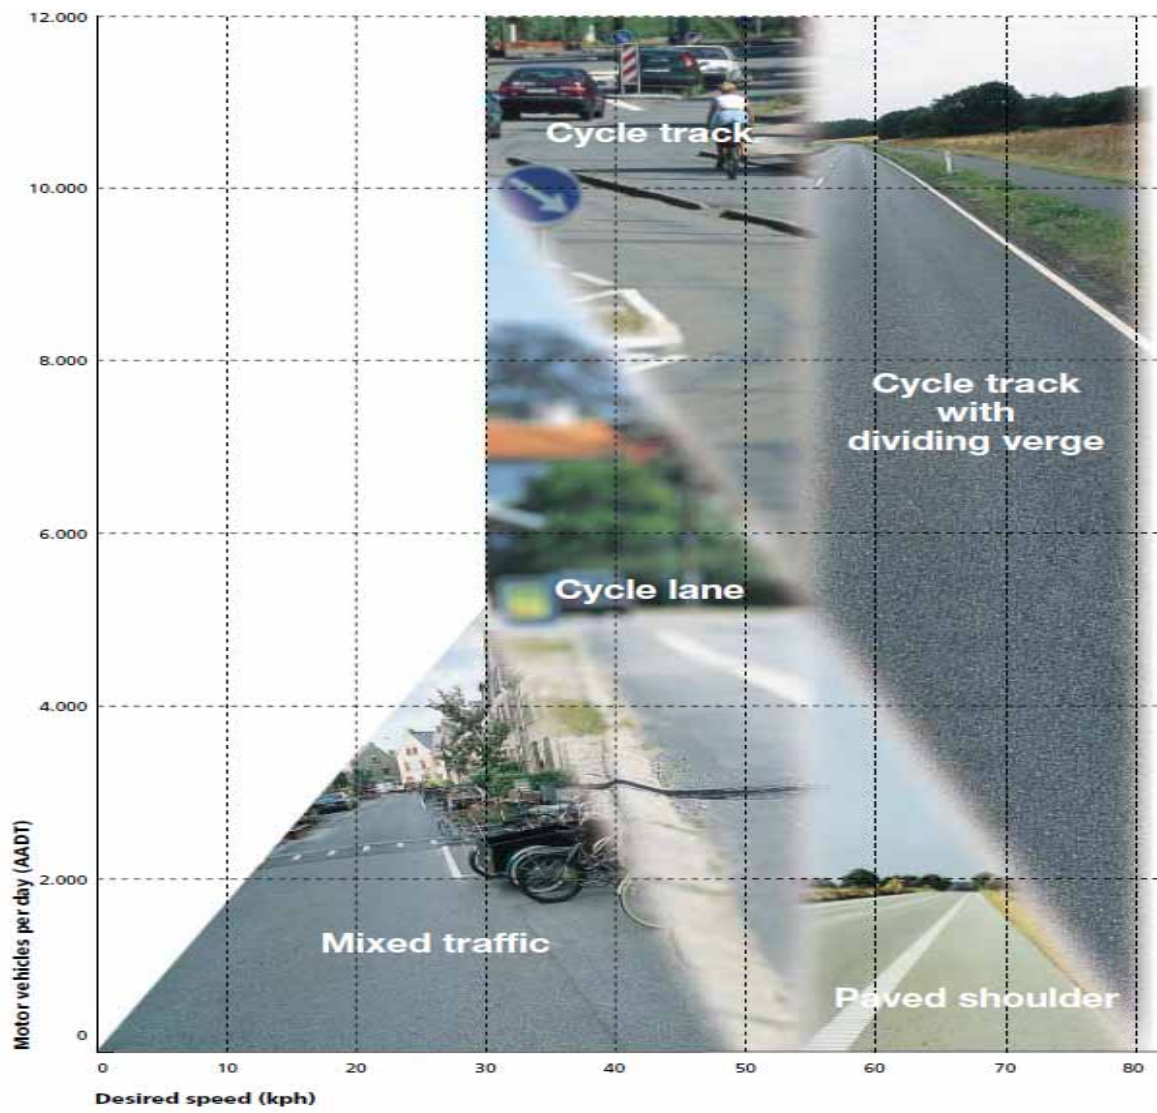 12.000
10.000
8.000
6.000
4.000
2.000
0
Motor vehicles per day (AADT)
Cycle track
Cycle track
with
dividing verge
Cycle lane
Mixed traffic
Paved shoulder
0 10 20 30 40 50 60 70 80
Desired speed (kph)